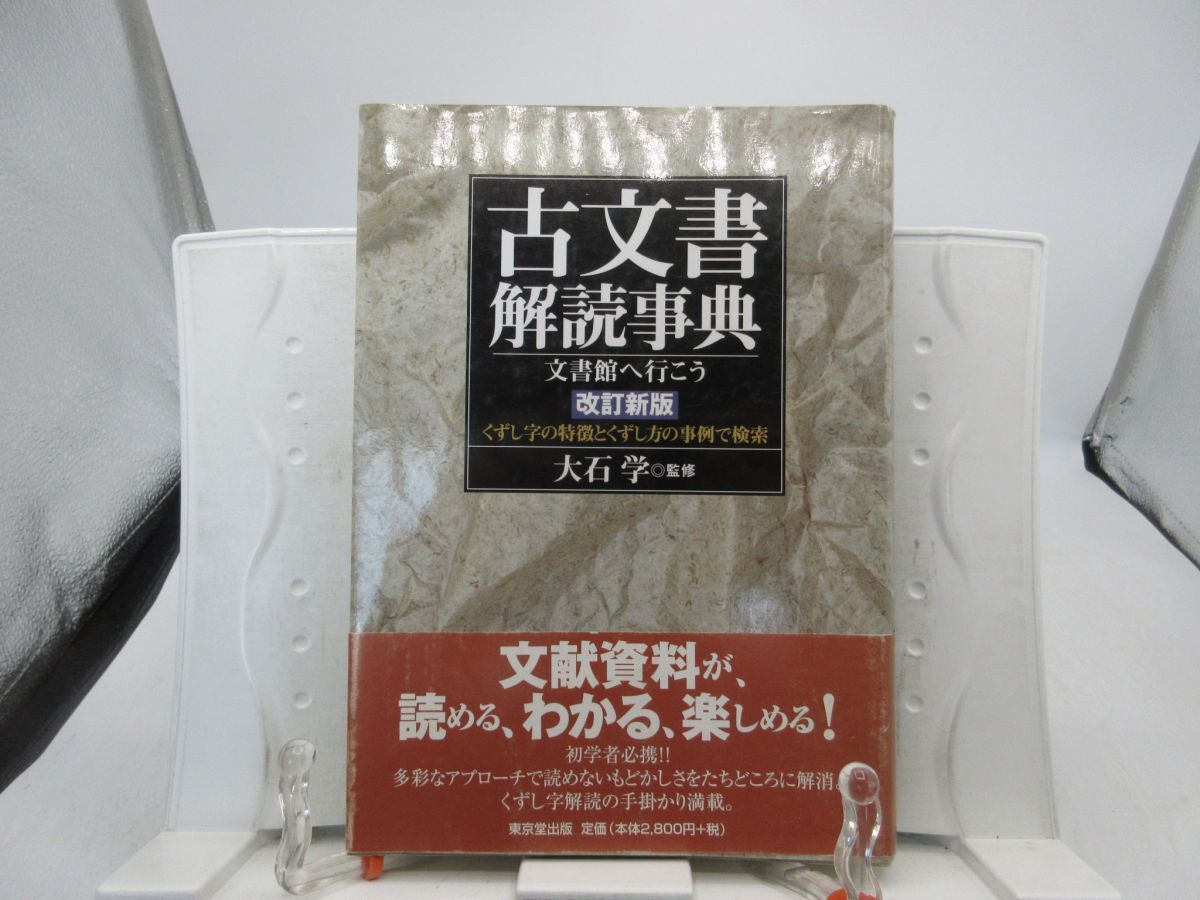 古文書
解読事典
文書館へ行こう
改訂新版
くずし字の特徴とくずし方の事例で検索
大石 学◎監修
文献資料が、
読める、わかる、楽しめる!
初学者必携!!
多彩なアプローチで読めないもどかしさをたちどころに解消。
くずし字解読の手掛かり満載。
東京堂出版 定価(本体2,800円+税)